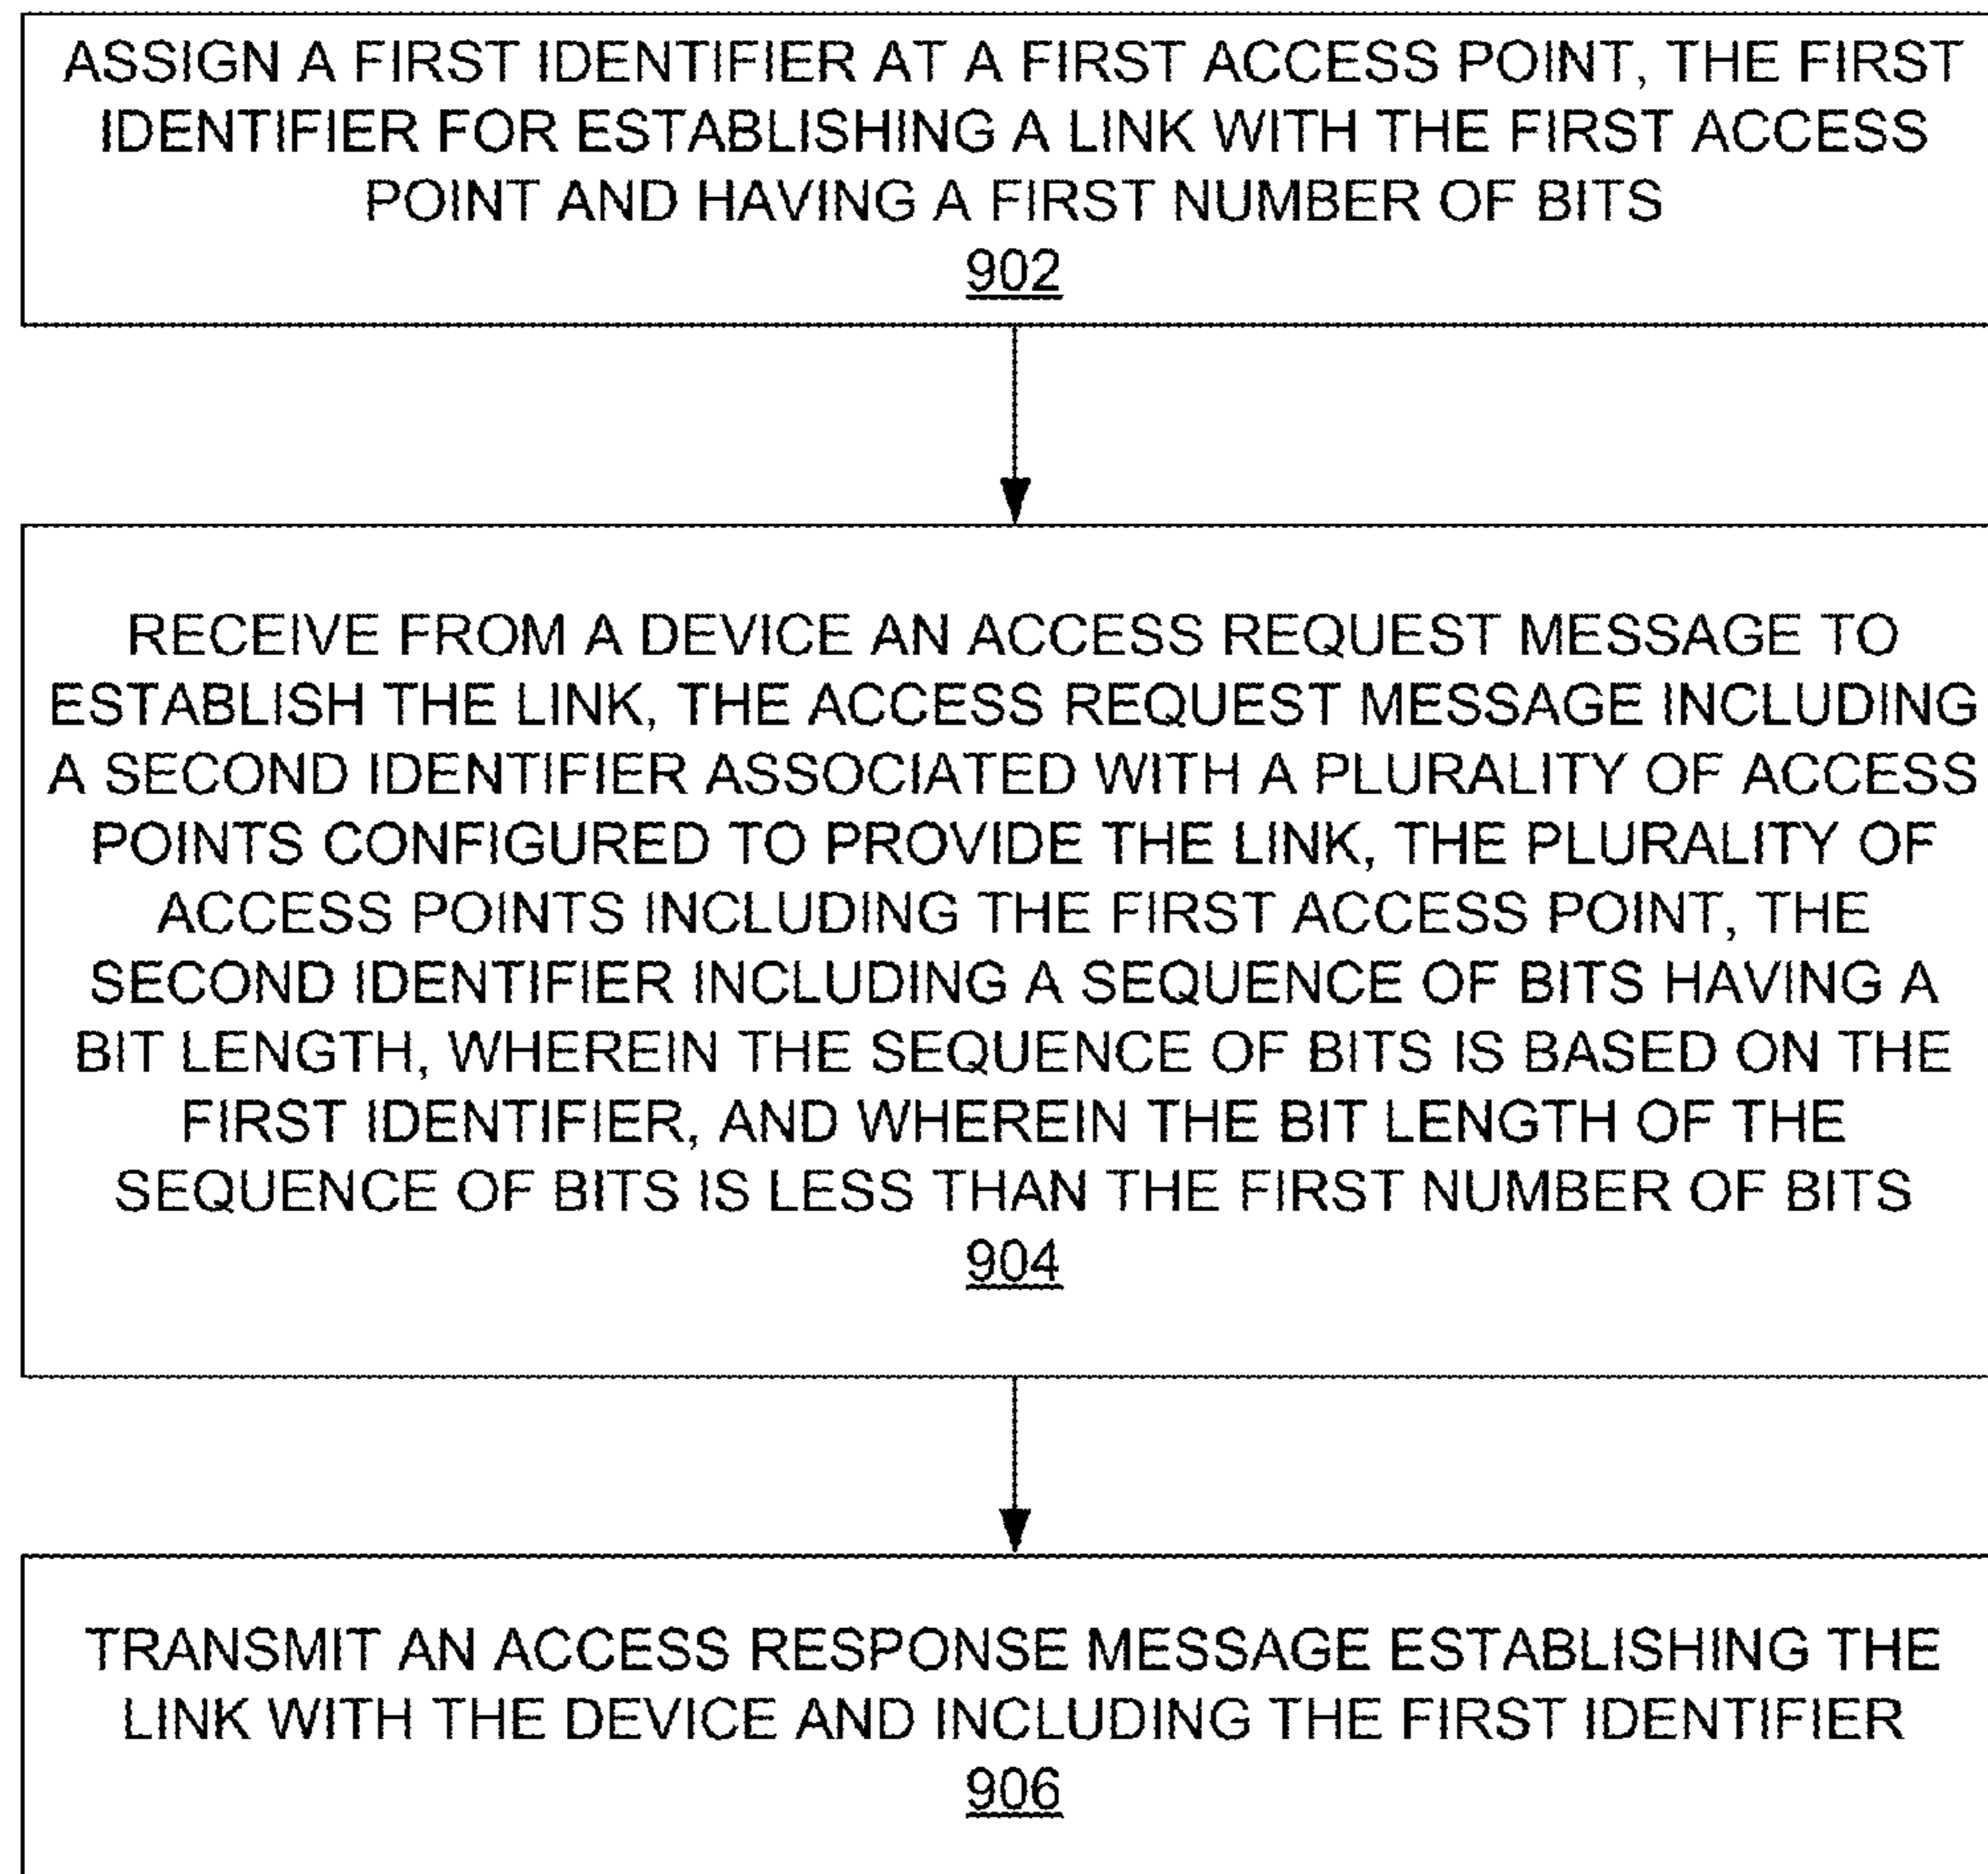 ASSIGN A FIRST IDENTIFIER AT A FIRST ACCESS POINT, THE FIRST
IDENTIFIER FOR ESTABLISHING A LINK WITH THE FIRST ACCESS
POINT AND HAVING A FIRST NUMBER OF BITS
902
RECEIVE FROM A DEVICE AN ACCESS REQUEST MESSAGE TO
ESTABLISH THE LINK, THE ACCESS REQUEST MESSAGE INCLUDING
A SECOND IDENTIFIER ASSOCIATED WITH A PLURALITY OF ACCESS
POINTS CONFIGURED TO PROVIDE THE LINK, THE PLURALITY OF
ACCESS POINTS INCLUDING THE FIRST ACCESS POINT, THE
SECOND IDENTIFIER INCLUDING A SEQUENCE OF BITS HAVING A
BIT LENGTH, WHEREIN THE SEQUENCE OF BITS IS BASED ON THE
FIRST IDENTIFIER, AND WHEREIN THE BIT LENGTH OF THE
SEQUENCE OF BITS IS LESS THAN THE FIRST NUMBER OF BITS
904
TRANSMIT AN ACCESS RESPONSE MESSAGE ESTABLISHING THE
LINK WITH THE DEVICE AND INCLUDING THE FIRST IDENTIFIER
906